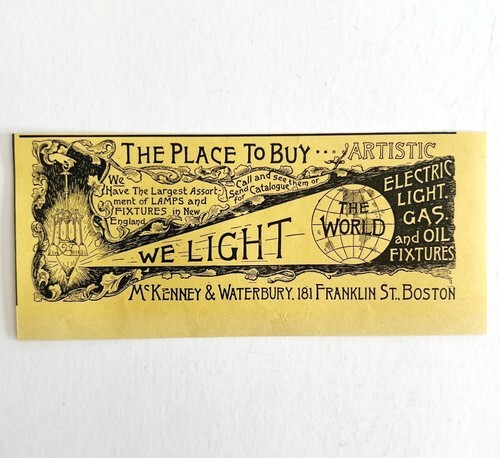 THE PLACE TO BUY .... ARTISTIC
We
Have The Largest Assort-
ment of LAMPS and
FIXTURES in New
England
Call and see them or
Send for Catalogue
ELECTRIC
LIGHT.
GAS.
and OIL
FIXTURES
WE LIGHT
THE
WORLD
MCKENNEY & WATERBURY. 181 FRANKLIN ST., BOSTON